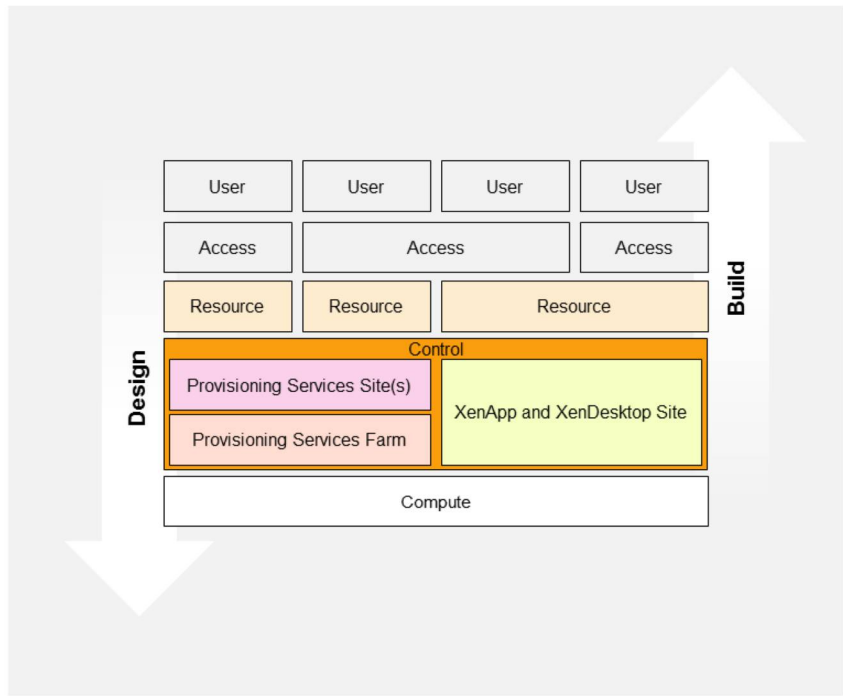 User
User
User
User
Access
Access
Access
Resource
Resource
Resource
Control
Provisioning Services Site(s)
Provisioning Services Farm
XenApp and XenDesktop Site
Compute
Design
Build